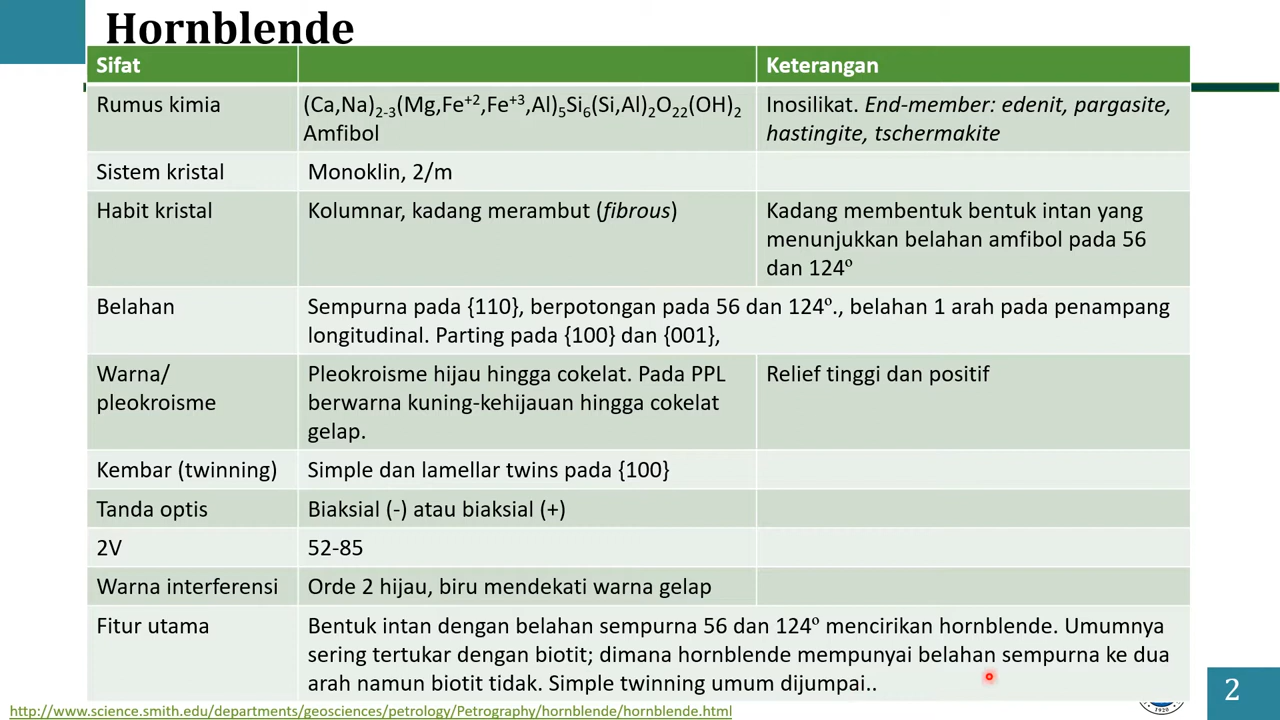 Hornblende
Sifat Keterangan
Rumus kimia (Ca,Na)2-3(Mg,Fe+2,Fe+3,Al)5Si6(Si,Al)2O22(OH)2 Inosilikat. End-member: edenit, pargasite,
Amfibol hastingite, tschermakite
Sistem kristal Monoklin, 2/m
Habit kristal Kolumnar, kadang merambut (fibrous) Kadang membentuk bentuk intan yang
menunjukkan belahan amfibol pada 56
dan 124º
Belahan Sempurna pada {110}, berpotongan pada 56 dan 124º., belahan 1 arah pada penampang
longitudinal. Parting pada {100} dan {001},
Warna/ Pleokroisme hijau hingga cokelat. Pada PPL Relief tinggi dan positif
pleokroisme berwarna kuning-kehijauan hingga cokelat
gelap.
Kembar (twinning) Simple dan lamellar twins pada {100}
Tanda optis Biaksial (-) atau biaksial (+)
2V 52-85
Warna interferensi Orde 2 hijau, biru mendekati warna gelap
Fitur utama Bentuk intan dengan belahan sempurna 56 dan 124º mencirikan hornblende. Umumnya
sering tertukar dengan biotit; dimana hornblende mempunyai belahan sempurna ke dua
arah namun biotit tidak. Simple twinning umum dijumpai..
2
http://www.science.smith.edu/departments/geosciences/petrology/Petrography/hornblende/hornblende.html
1920